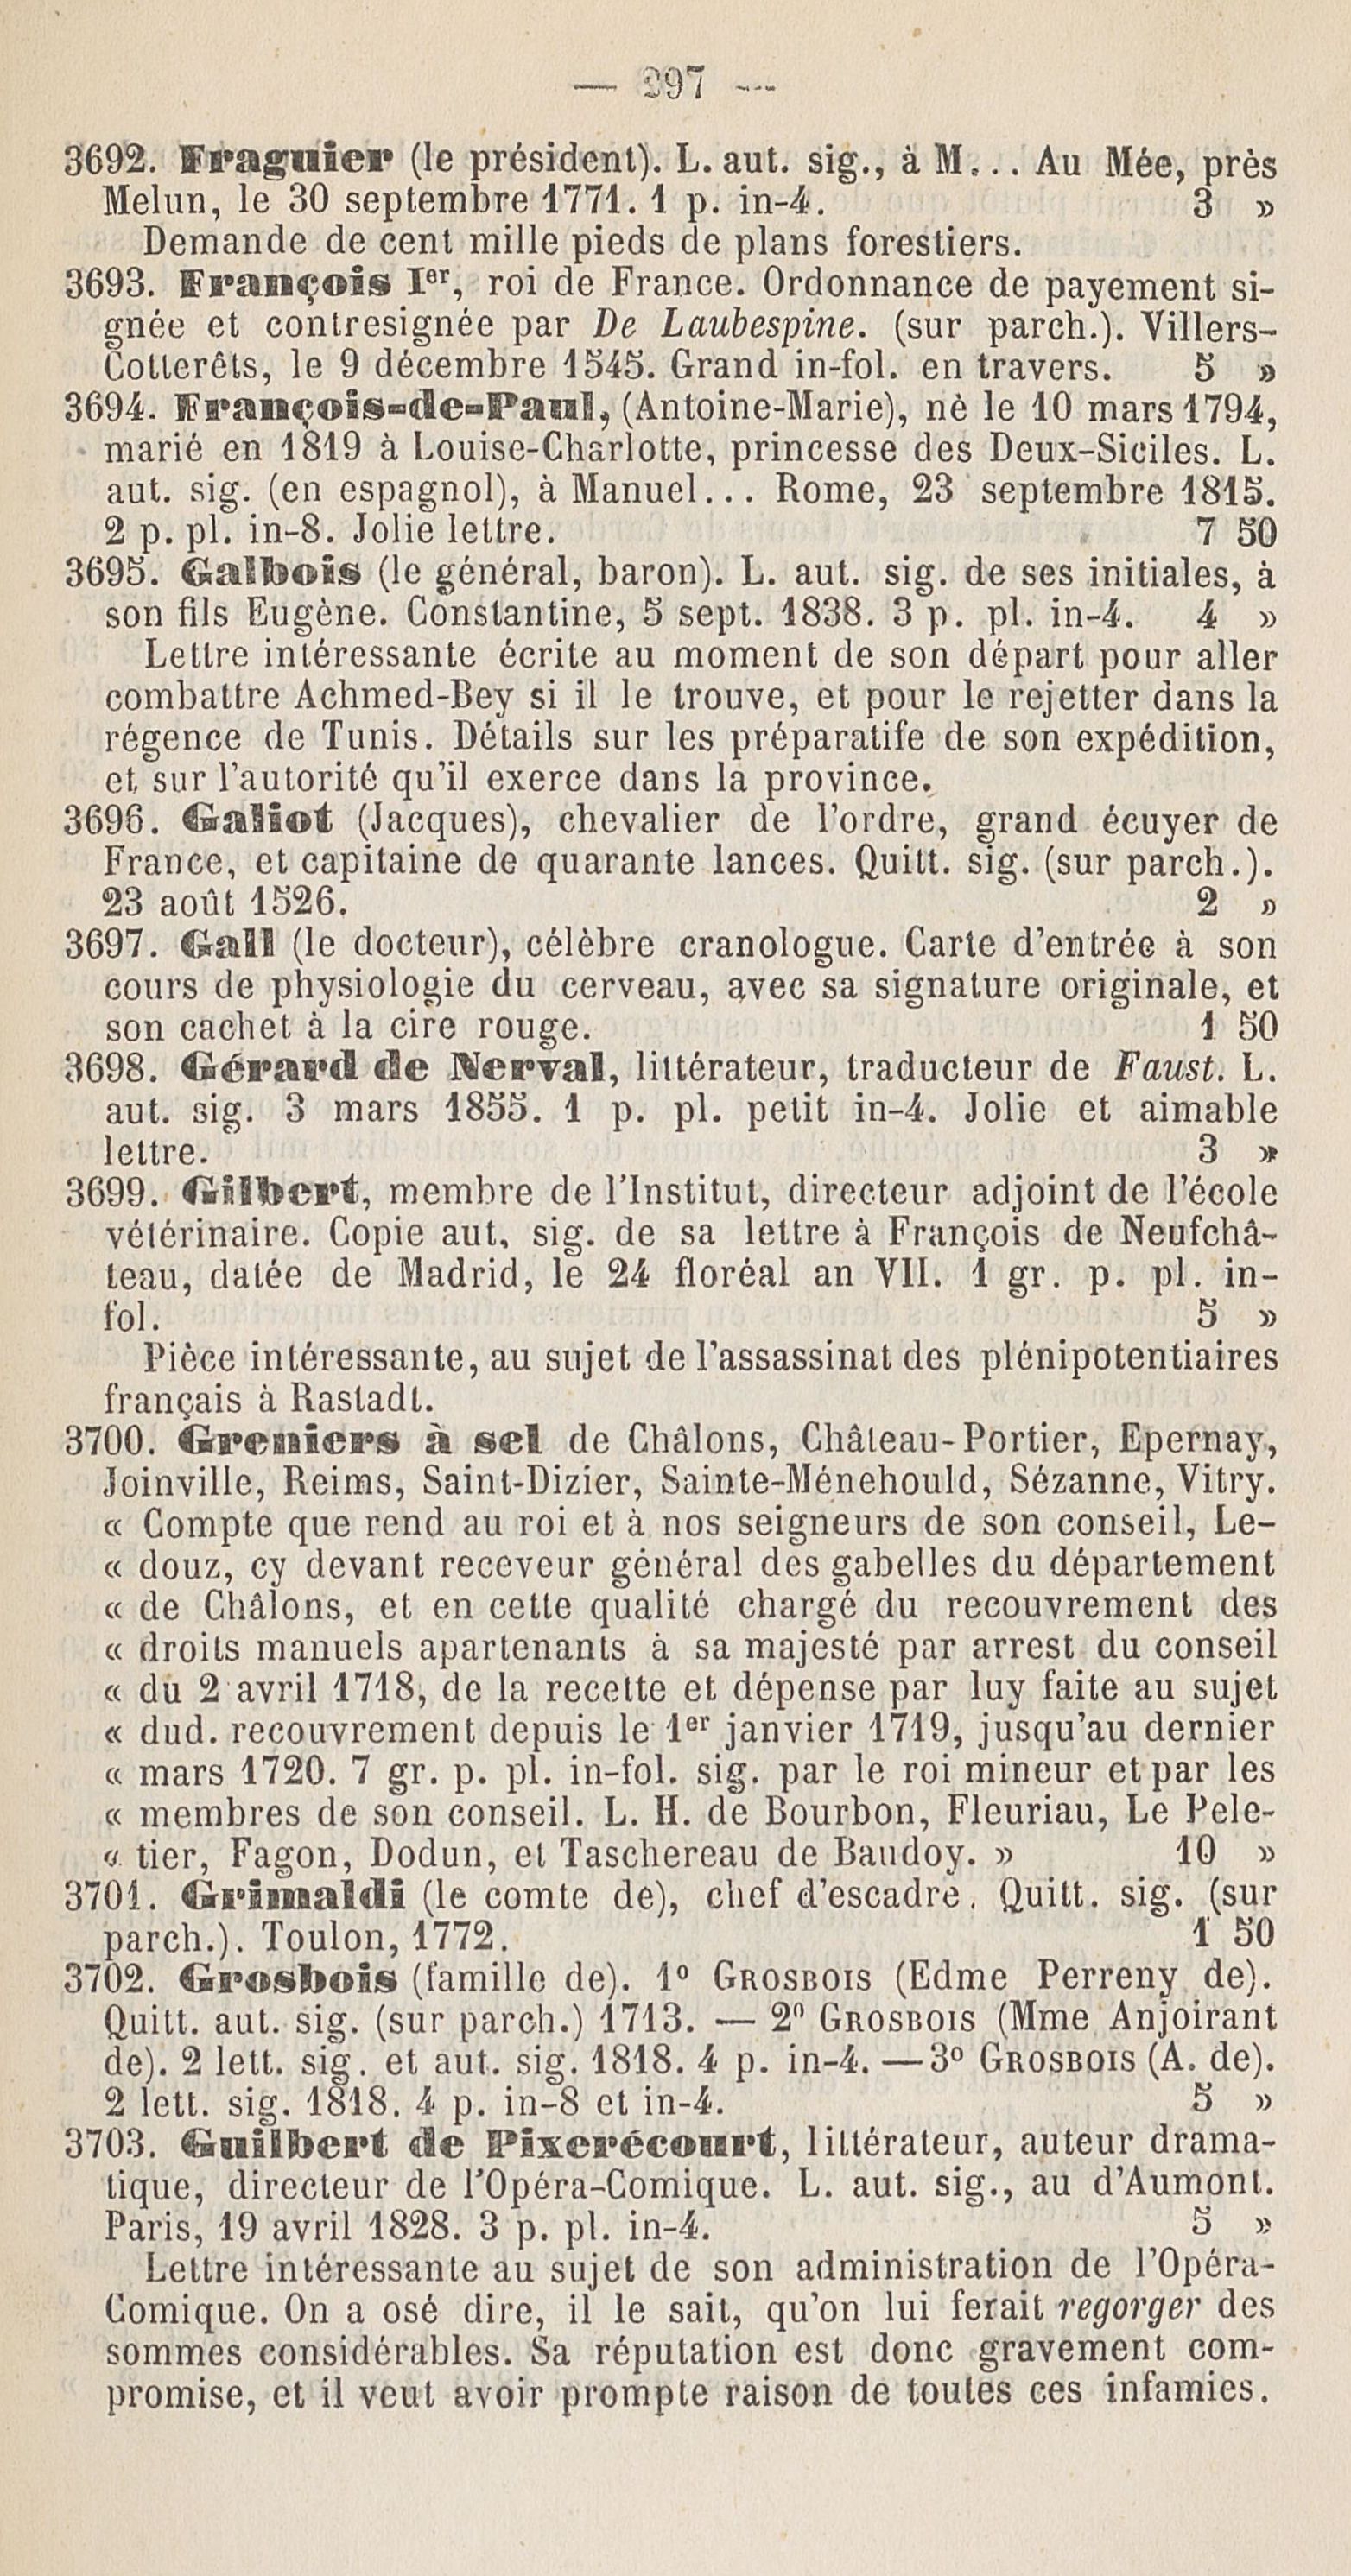 — 297 —
3692. Fraguier (le président). L. aut. sig., à M... Au Mée, près
Melun, le 30 septembre 1771. 1 p. in-4. 3 »
Demande de cent mille pieds de plans forestiers.
3693. François Ier, roi de France. Ordonnance de payement si-
gnée et contresignée par De Laubespine. (sur parch.). Villers-
Cotterêts, le 9 décembre 1545. Grand in-fol. en travers. 5 »
3694. François-de-Paul, (Antoine-Marie), nè le 10 mars 1794,
marié en 1819 à Louise-Charlotte, princesse des Deux-Siciles. L.
aut. sig. (en espagnol), à Manuel... Rome, 23 septembre 1815.
2 p. pl. in-8. Jolie lettre. 7 50
3695. Galbois (le général, baron). L. aut. sig. de ses initiales, à
son fils Eugène. Constantine, 5 sept. 1838. 3 p. pl. in-4. 4 »
Lettre intéressante écrite au moment de son départ pour aller
combattre Achmed-Bey si il le trouve, et pour le rejetter dans la
régence de Tunis. Détails sur les préparatife de son expédition,
et sur l'autorité qu'il exerce dans la province.
3696. Galiot (Jacques), chevalier de l'ordre, grand écuyer de
France, et capitaine de quarante lances. Quitt. sig. (sur parch.).
23 août 1526. 2 »
3697. Gall (le docteur), célèbre cranologue. Carte d'entrée à son
cours de physiologie du cerveau, avec sa signature originale, et
son cachet à la cire rouge. 1 50
3698. Gérard de Nerval, littérateur, traducteur de Faust. L.
aut. sig. 3 mars 1855. 1 p. pl. petit in-4. Jolie et aimable
lettre. 3 »
3699. Gilbert, membre de l'Institut, directeur adjoint de l'école
vétérinaire. Copie aut. sig. de sa lettre à François de Neufchâ-
teau, datée de Madrid, le 24 floréal an VII. 1 gr. p. pl. in-
fol. 5 »
Pièce intéressante, au sujet de l'assassinat des plénipotentiaires
français à Rastadt.
3700. Greniers à sel de Châlons, Château-Portier, Epernay,
Joinville, Reims, Saint-Dizier, Sainte-Ménehould, Sézanne, Vitry.
« Compte que rend au roi et à nos seigneurs de son conseil, Le-
« douz, cy devant receveur général des gabelles du département
« de Châlons, et en cette qualité chargé du recouvrement des
« droits manuels apartenants à sa majesté par arrest du conseil
« du 2 avril 1718, de la recette et dépense par luy faite au sujet
« dud. recouvrement depuis le 1er janvier 1719, jusqu'au dernier
« mars 1720. 7 gr. p. pl. in-fol. sig. par le roi mineur et par les
« membres de son conseil. L. H. de Bourbon, Fleuriau, Le Pele-
« tier, Fagon, Dodun, et Taschereau de Baudoy. » 10 »
3701. Grimaldi (le comte de), chef d'escadre. Quitt. sig. (sur
parch.). Toulon, 1772. 1 50
3702. Grosbois (famille de). 1o Grosbois (Edme Perreny de).
Quitt. aut. sig. (sur parch.) 1713. — 2o Grosbois (Mme Anjoirant
de). 2 lett. sig. et aut. sig. 1818. 4 p. in-4. — 3o Grosbois (A. de).
2 lett. sig. 1818. 4 p. in-8 et in-4. 5 »
3703. Guilbert de Pixerécourt, littérateur, auteur drama-
tique, directeur de l'Opéra-Comique. L. aut. sig., au d'Aumont.
Paris, 19 avril 1828. 3 p. pl. in-4. 5 »
Lettre intéressante au sujet de son administration de l'Opéra-
Comique. On a osé dire, il le sait, qu'on lui ferait regorger des
sommes considérables. Sa réputation est donc gravement com-
promise, et il veut avoir prompte raison de toutes ces infamies.